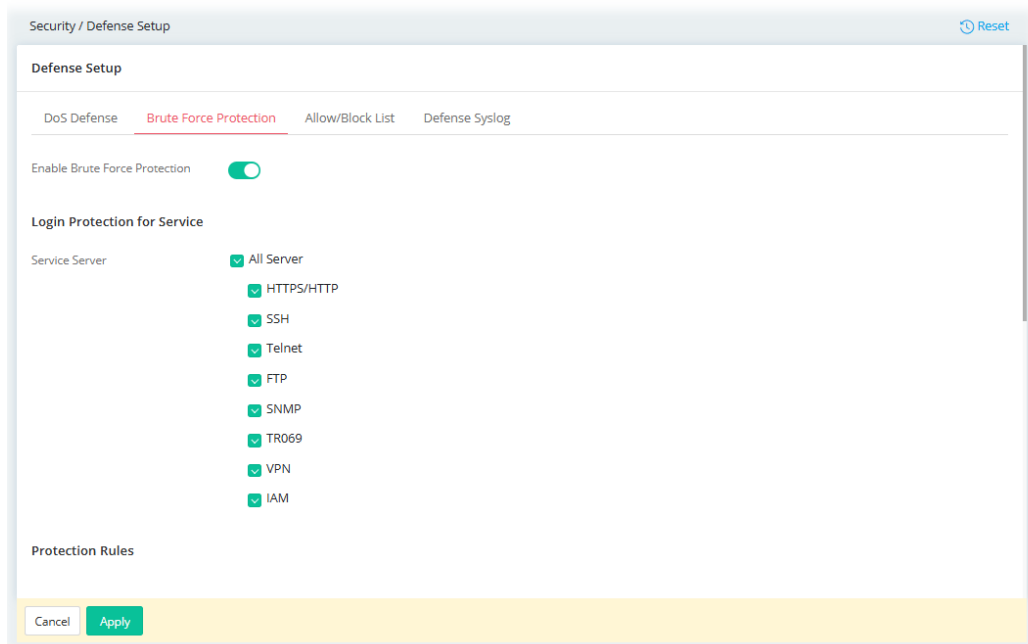 Security / Defense Setup
Reset
Defense Setup
DoS Defense Brute Force Protection Allow/Block List Defense Syslog
Enable Brute Force Protection
Login Protection for Service
Service Server
All Server
HTTPS/HTTP
SSH
Telnet
FTP
SNMP
TR069
VPN
IAM
Protection Rules
Cancel Apply